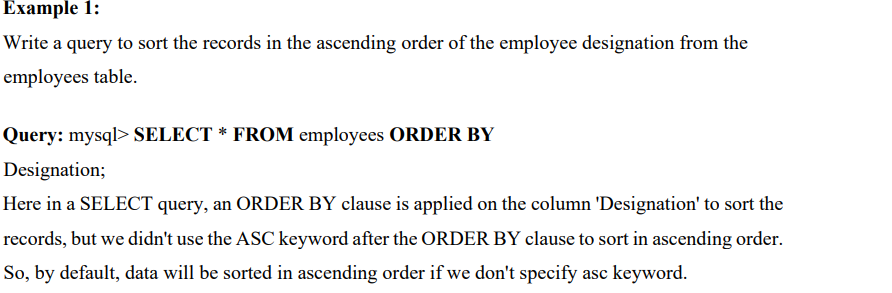 Example 1:
Write a query to sort the records in the ascending order of the employee designation from the
employees table.
Query: mysql> SELECT * FROM employees ORDER BY
Designation;
Here in a SELECT query, an ORDER BY clause is applied on the column 'Designation' to sort the
records, but we didn't use the ASC keyword after the ORDER BY clause to sort in ascending order.
So, by default, data will be sorted in ascending order if we don't specify asc keyword.